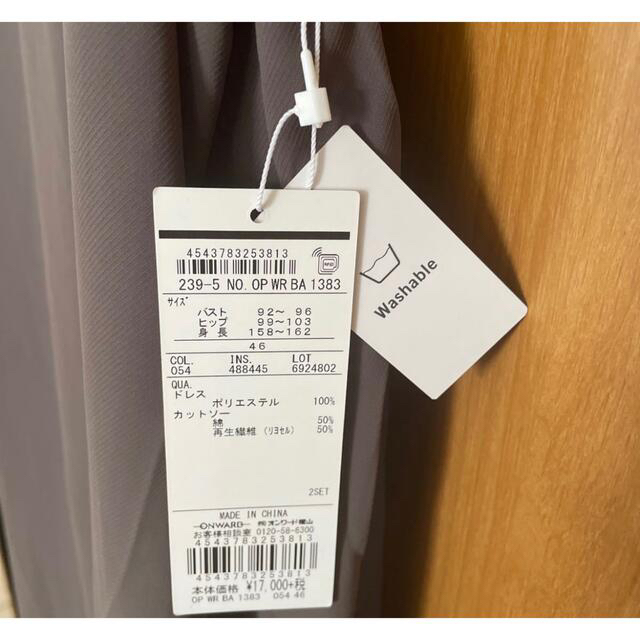 4543783253813
RFID
239-5 NO. OP WR BA 1383
ｻｲｽﾞ
バスト 92～ 96
ヒップ 99～103
身 長 158～162
46
COL. INS. LOT
054 488445 6924802
QUA.
ドレス
ポリエステル 100%
カットソー
綿 50%
再生繊維 (ﾘﾖｾﾙ) 50%
2SET
MADE IN CHINA
ONWARD ㈱オンワード樫山
お客様相談室 0120-58-6300
4543783253813
4543783253813
本体価格 ¥17,000+税
OP WR BA 1383 054 46
Washable